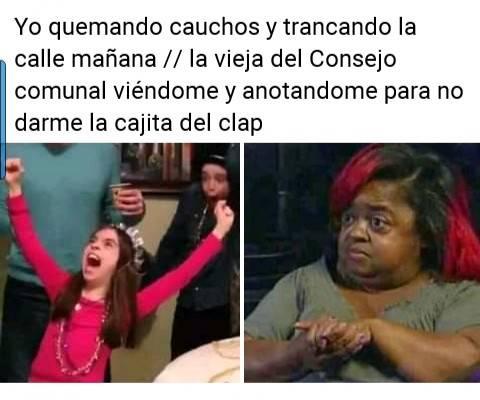 Yo quemando cauchos y trancando la
calle mañana // la vieja del Consejo
comunal viéndome y anotandome para no
darme la cajita del clap